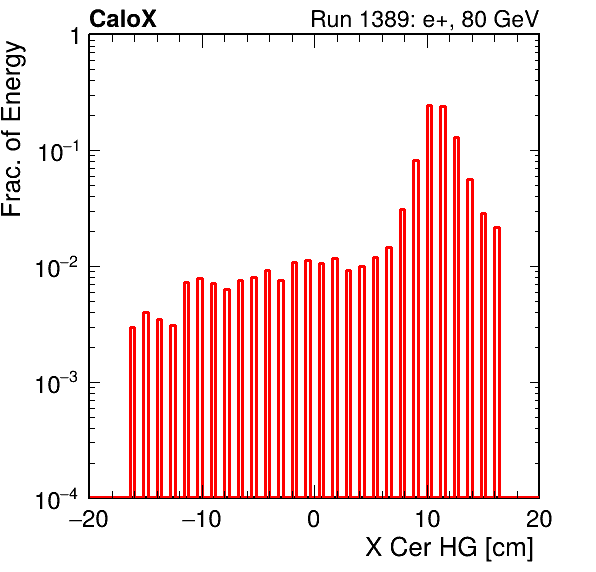 CaloX
Run 1389: e+, 80 GeV
Frac. of Energy
1
10⁻¹
10⁻²
10⁻³
10⁻⁴
−20 −10 0 10 20
X Cer HG [cm]